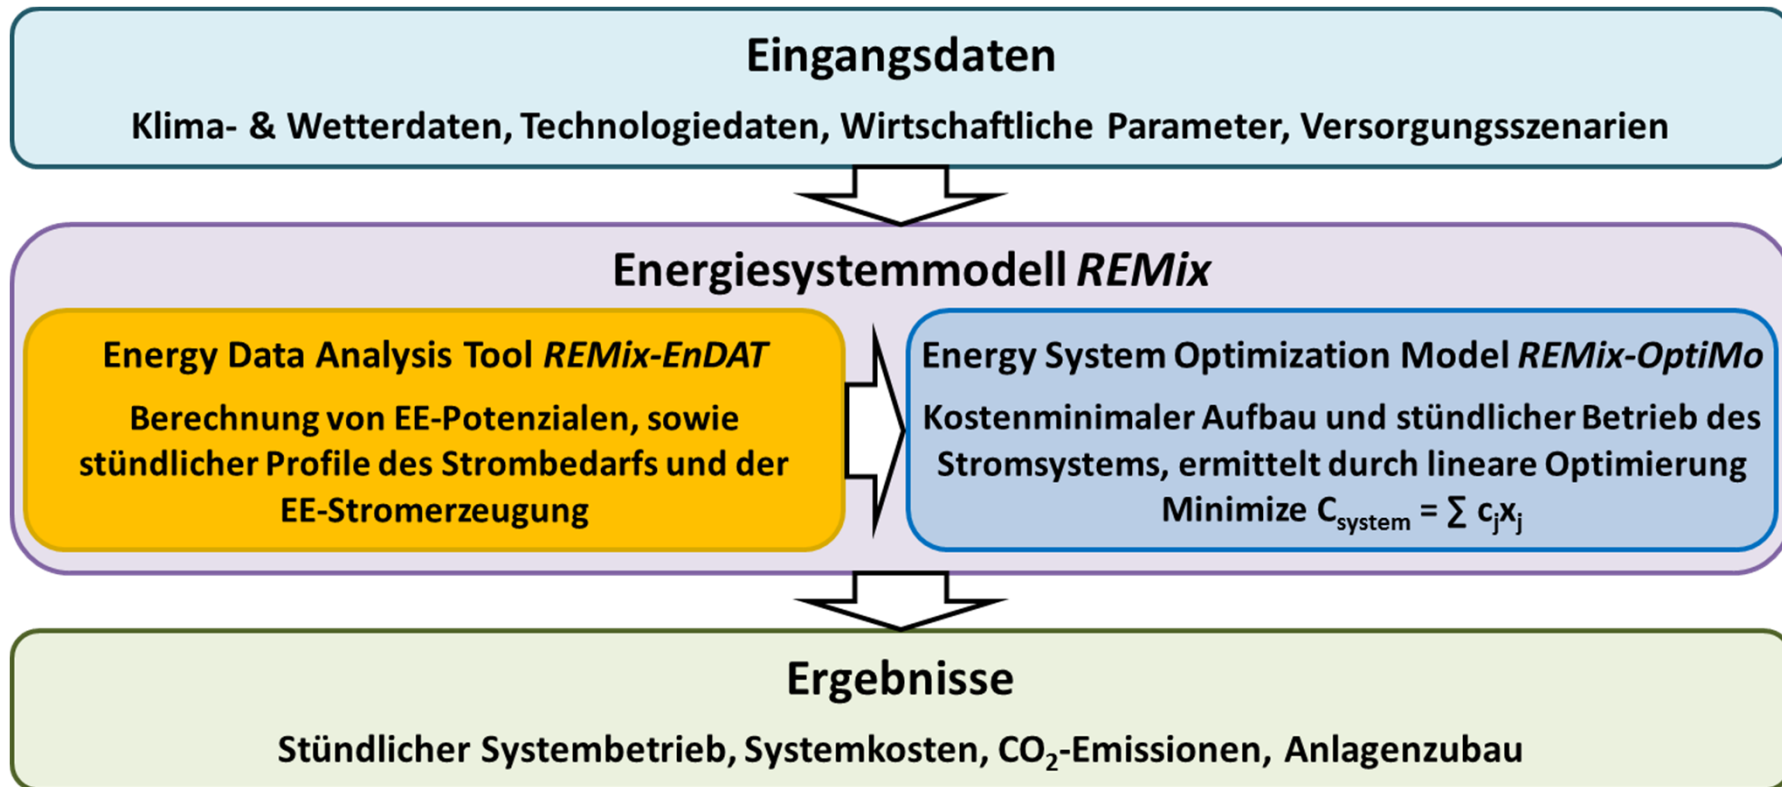 Eingangsdaten
Klima- & Wetterdaten, Technologiedaten, Wirtschaftliche Parameter, Versorgungsszenarien
Energiesystemmodell REMix
Energy Data Analysis Tool REMix-EnDAT
Berechnung von EE-Potenzialen, sowie
stündlicher Profile des Strombedarfs und der
EE-Stromerzeugung
Energy System Optimization Model REMix-OptiMo
Kostenminimaler Aufbau und stündlicher Betrieb des
Stromsystems, ermittelt durch lineare Optimierung
Minimize C_system = ∑ c_jx_j
Ergebnisse
Stündlicher Systembetrieb, Systemkosten, CO₂-Emissionen, Anlagenzubau